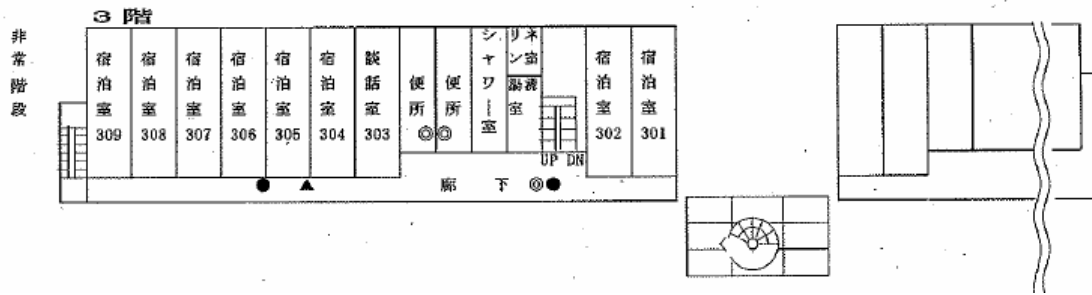 3 階
非常階段
宿泊室 309
宿泊室 308
宿泊室 307
宿泊室 306
宿泊室 305
宿泊室 304
談話室 303
便所
便所
シャワー室
リネン室
湯沸室
宿泊室 302
宿泊室 301
UP DN
廊 下